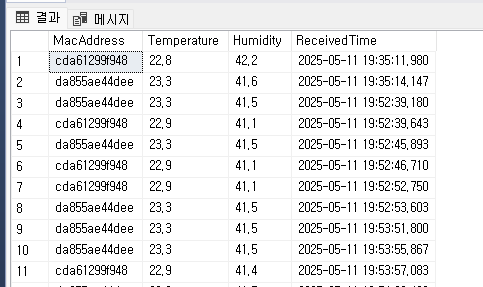 결과 메시지
MacAddress Temperature Humidity ReceivedTime
1 cda61299f948 22,8 42,2 2025-05-11 19:35:11,980
2 da855ae44dee 23,3 41,6 2025-05-11 19:35:14,147
3 da855ae44dee 23,3 41,5 2025-05-11 19:52:39,180
4 cda61299f948 22,9 41,1 2025-05-11 19:52:39,643
5 da855ae44dee 23,3 41,5 2025-05-11 19:52:45,893
6 cda61299f948 22,9 41,1 2025-05-11 19:52:46,710
7 cda61299f948 22,9 41,1 2025-05-11 19:52:52,750
8 da855ae44dee 23,3 41,5 2025-05-11 19:52:53,603
9 da855ae44dee 23,3 41,5 2025-05-11 19:53:51,800
10 da855ae44dee 23,3 41,5 2025-05-11 19:53:55,867
11 cda61299f948 22,9 41,4 2025-05-11 19:53:57,083